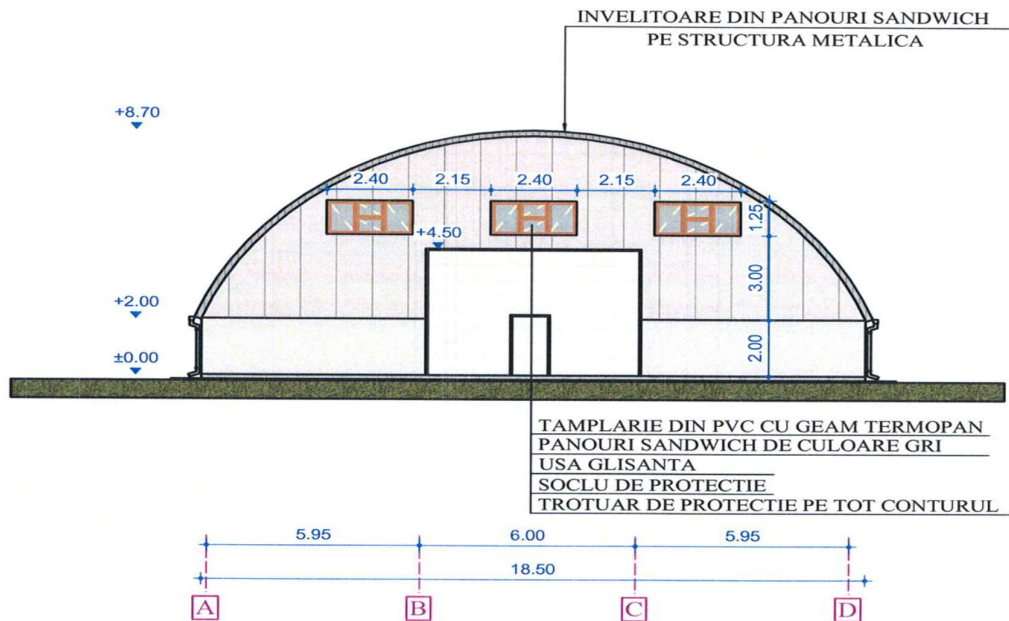 INVELITOARE DIN PANOURI SANDWICH
PE STRUCTURA METALICA
+8.70
2.40 2.15 2.40 2.15 2.40
1.25
+4.50
3.00
+2.00
2.00
±0.00
TAMPLARIE DIN PVC CU GEAM TERMOPAN
PANOURI SANDWICH DE CULOARE GRI
USA GLISANTA
SOCLU DE PROTECTIE
TROTUAR DE PROTECTIE PE TOT CONTURUL
5.95 6.00 5.95
18.50
A B C D